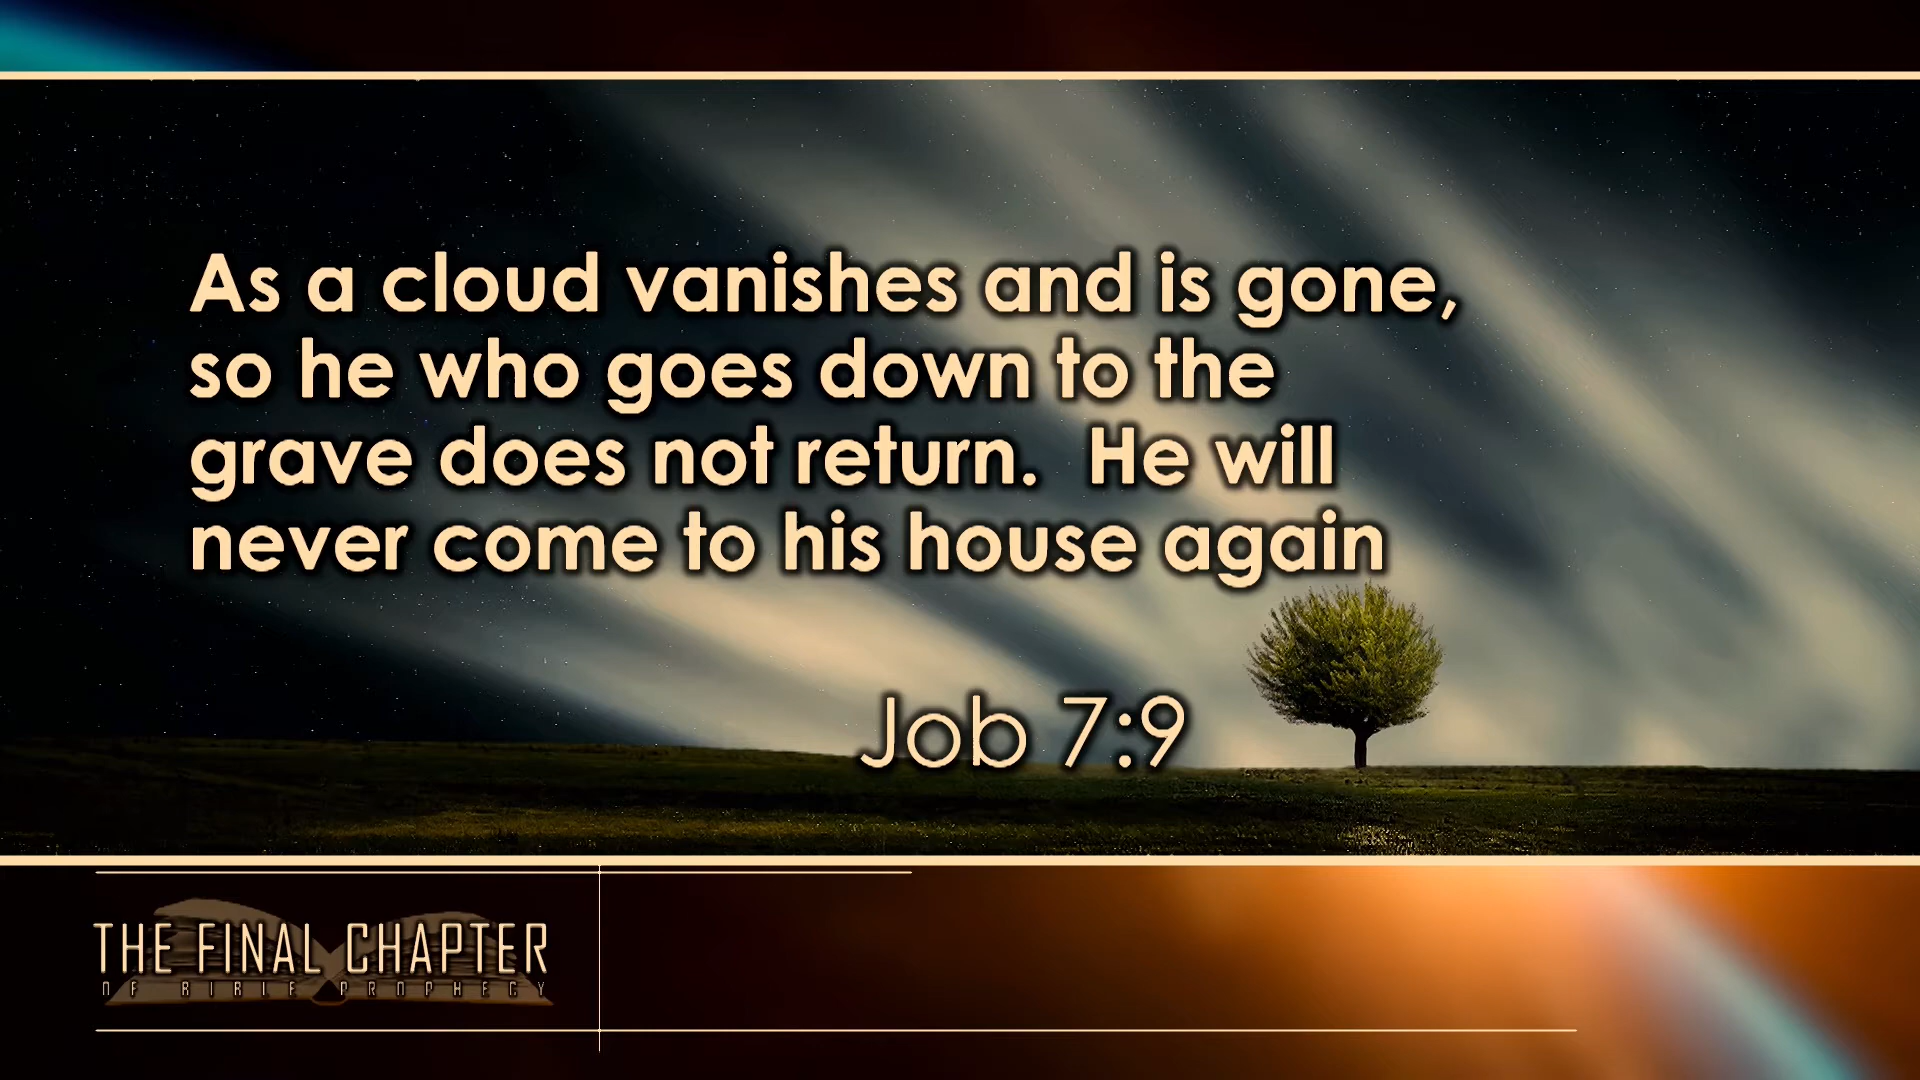 As a cloud vanishes and is gone,
so he who goes down to the
grave does not return.  He will
never come to his house again
Job 7:9
THE FINAL CHAPTER
OF BIBLE PROPHECY